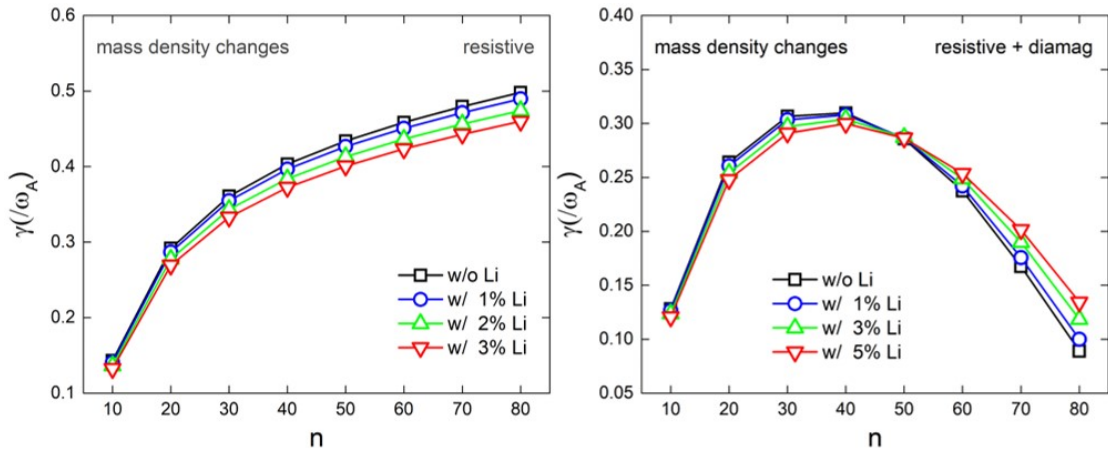 mass density changes resistive
0.6
0.5
0.4
0.3
0.2
0.1
γ(/ω_A)
w/o Li
w/ 1% Li
w/ 2% Li
w/ 3% Li
10 20 30 40 50 60 70 80
n
mass density changes resistive + diamag
0.40
0.35
0.30
0.25
0.20
0.15
0.10
0.05
γ(/ω_A)
w/o Li
w/ 1% Li
w/ 3% Li
w/ 5% Li
10 20 30 40 50 60 70 80
n